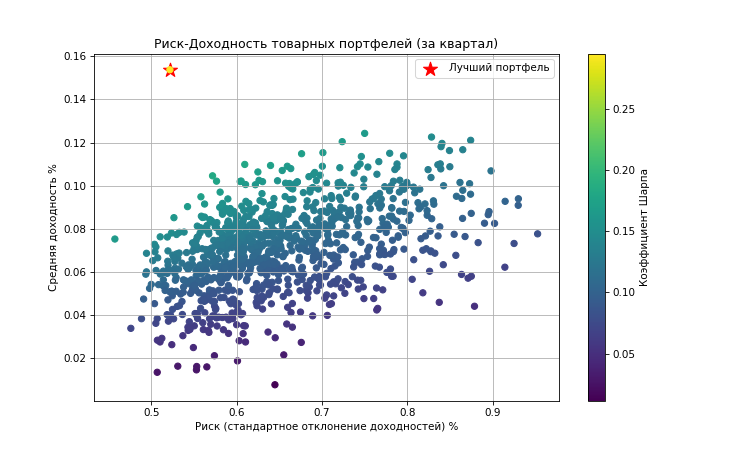 Риск-Доходность товарных портфелей (за квартал)
Лучший портфель
Средняя доходность %
0.16
0.14
0.12
0.10
0.08
0.06
0.04
0.02
0.5 0.6 0.7 0.8 0.9
Риск (стандартное отклонение доходностей) %
0.25
0.20
0.15
0.10
0.05
Коэффициент Шарпа